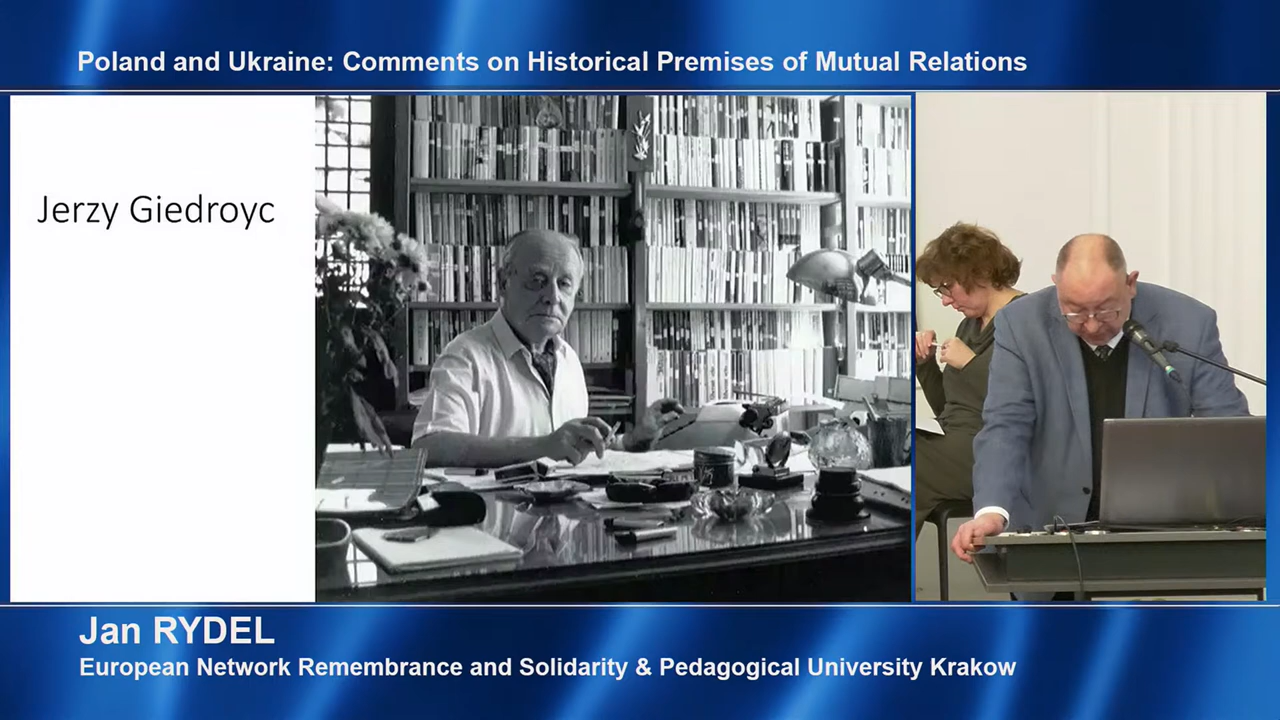 Poland and Ukraine: Comments on Historical Premises of Mutual Relations
Jerzy Giedroyc
Jan RYDEL
European Network Remembrance and Solidarity & Pedagogical University Krakow